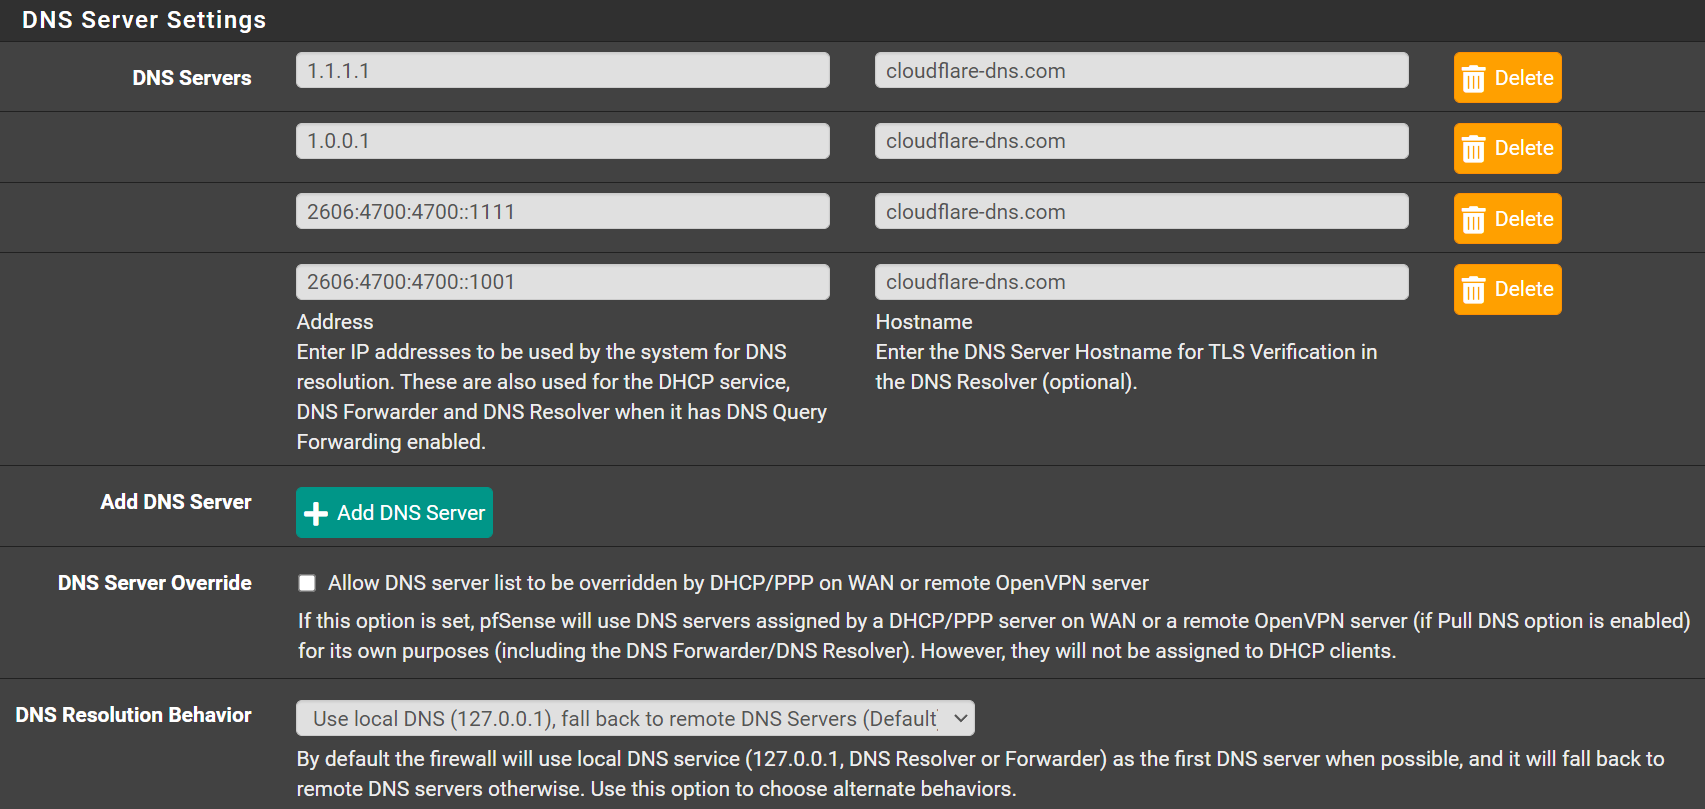 DNS Server Settings
DNS Servers
1.1.1.1
cloudflare-dns.com
Delete
1.0.0.1
cloudflare-dns.com
Delete
2606:4700:4700::1111
cloudflare-dns.com
Delete
2606:4700:4700::1001
cloudflare-dns.com
Delete
Address
Enter IP addresses to be used by the system for DNS
resolution. These are also used for the DHCP service,
DNS Forwarder and DNS Resolver when it has DNS Query
Forwarding enabled.
Hostname
Enter the DNS Server Hostname for TLS Verification in
the DNS Resolver (optional).
Add DNS Server
Add DNS Server
DNS Server Override
Allow DNS server list to be overridden by DHCP/PPP on WAN or remote OpenVPN server
If this option is set, pfSense will use DNS servers assigned by a DHCP/PPP server on WAN or a remote OpenVPN server (if Pull DNS option is enabled)
for its own purposes (including the DNS Forwarder/DNS Resolver). However, they will not be assigned to DHCP clients.
DNS Resolution Behavior
Use local DNS (127.0.0.1), fall back to remote DNS Servers (Default)
By default the firewall will use local DNS service (127.0.0.1, DNS Resolver or Forwarder) as the first DNS server when possible, and it will fall back to
remote DNS servers otherwise. Use this option to choose alternate behaviors.